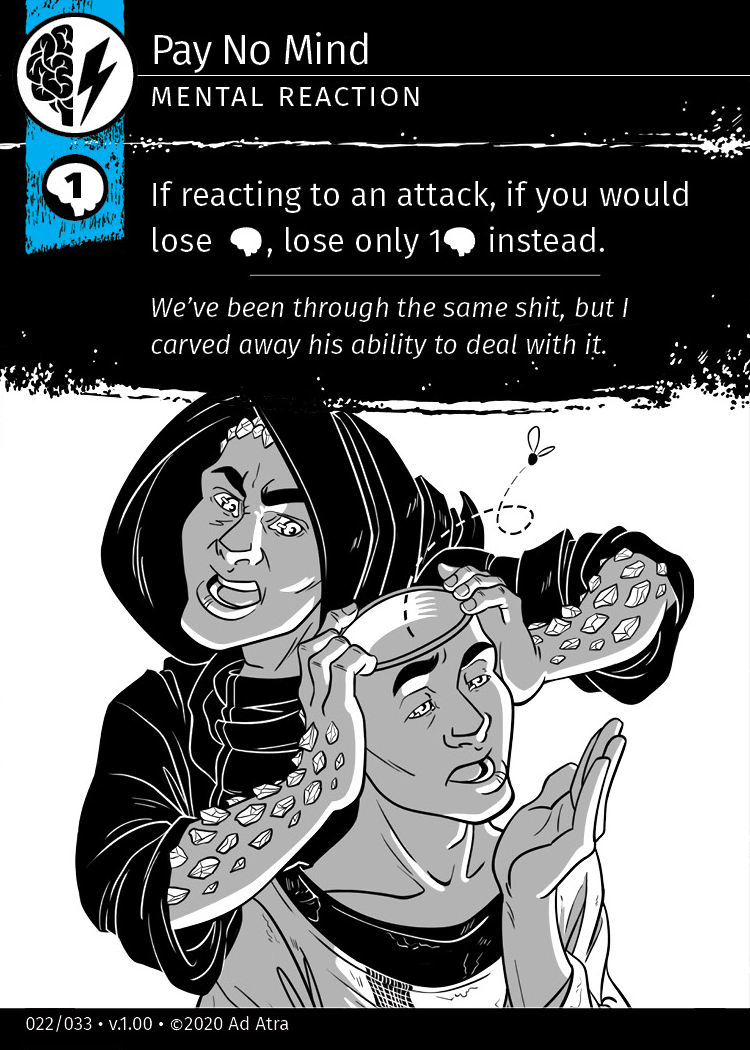 Pay No Mind
MENTAL REACTION
1
If reacting to an attack, if you would
lose , lose only 1 instead.
We’ve been through the same shit, but I
carved away his ability to deal with it.
022/033 • v.1.00 • ©2020 Ad Atra